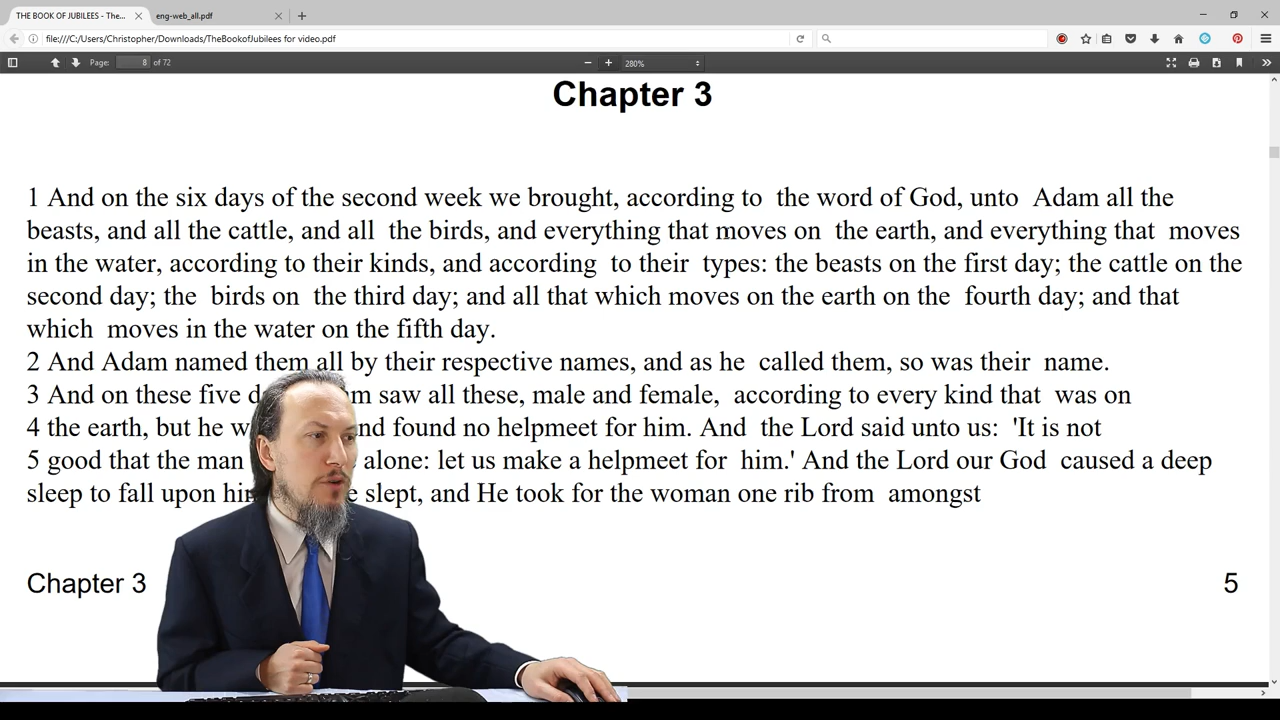 THE BOOK OF JUBILEES - The...
eng-web_all.pdf
file:///C:/Users/Christopher/Downloads/TheBookofJubilees for video.pdf
Page: 8 of 72
280%
Chapter 3
1 And on the six days of the second week we brought, according to the word of God, unto Adam all the
beasts, and all the cattle, and all the birds, and everything that moves on the earth, and everything that moves
in the water, according to their kinds, and according to their types: the beasts on the first day; the cattle on the
second day; the birds on the third day; and all that which moves on the earth on the fourth day; and that
which moves in the water on the fifth day.
2 And Adam named them all by their respective names, and as he called them, so was their name.
3 And on these five saw all these, male and female, according to every kind that was on
4 the earth, but he found no helpmeet for him. And the Lord said unto us: 'It is not
5 good that the man alone: let us make a helpmeet for him.' And the Lord our God caused a deep
sleep to fall upon slept, and He took for the woman one rib from amongst
Chapter 3
5